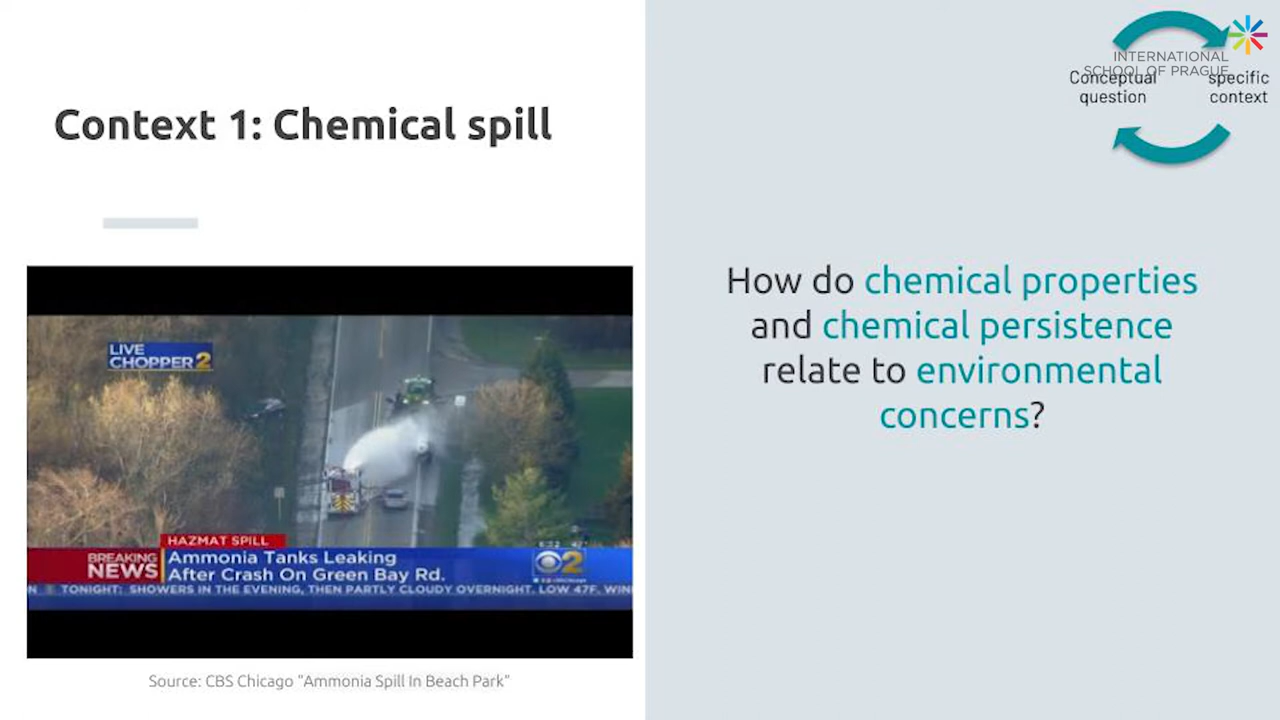 INTERNATIONAL
SCHOOL OF PRAGUE
Conceptual
question
specific
context
Context 1: Chemical spill
How do chemical properties
and chemical persistence
relate to environmental
concerns?
LIVE
CHOPPER 2
HAZMAT SPILL
BREAKING
NEWS
Ammonia Tanks Leaking
After Crash On Green Bay Rd.
2
TONIGHT: SHOWERS IN THE EVENING, THEN PARTLY CLOUDY OVERNIGHT. LOW 47F. WIN
Source: CBS Chicago "Ammonia Spill In Beach Park"